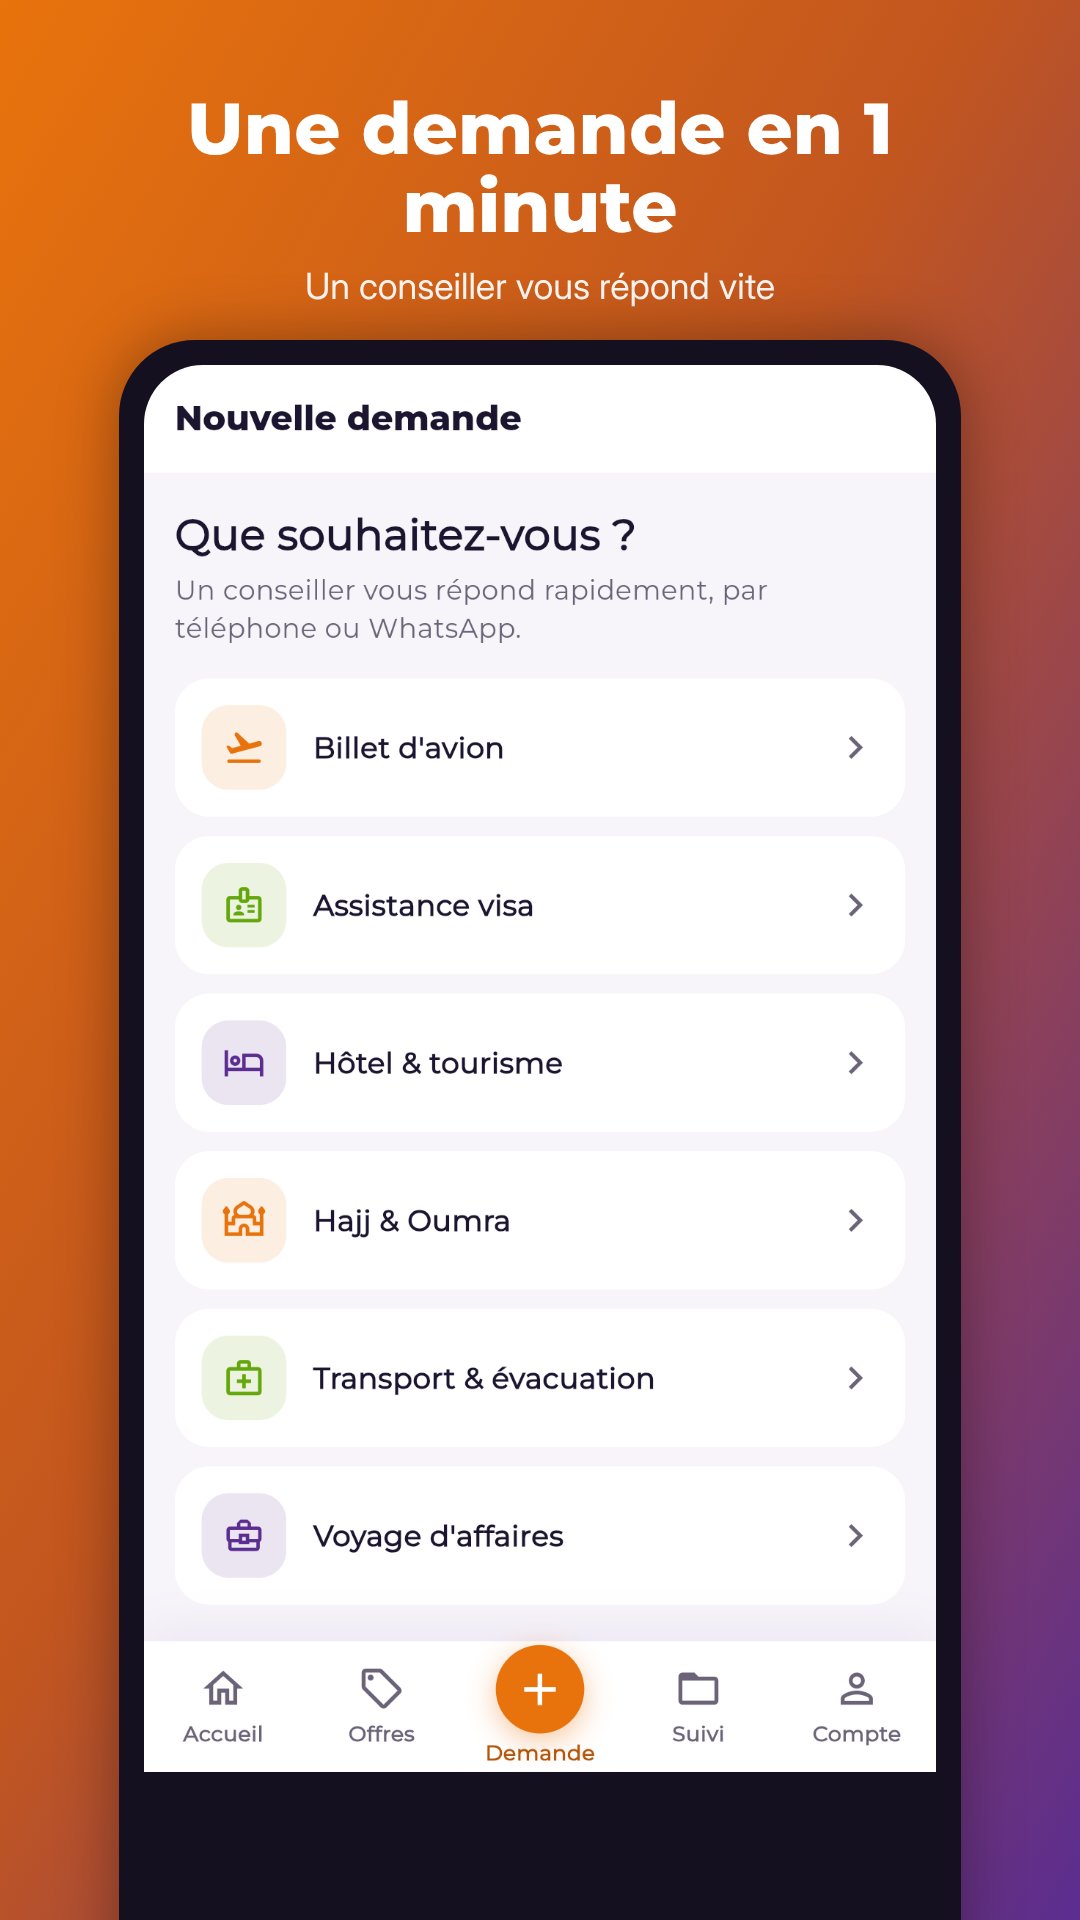 Une demande en 1
minute
Un conseiller vous répond vite
Nouvelle demande
Que souhaitez-vous ?
Un conseiller vous répond rapidement, par
téléphone ou WhatsApp.
Billet d'avion
Assistance visa
Hôtel & tourisme
Hajj & Oumra
Transport & évacuation
Voyage d'affaires
Accueil
Offres
Demande
Suivi
Compte